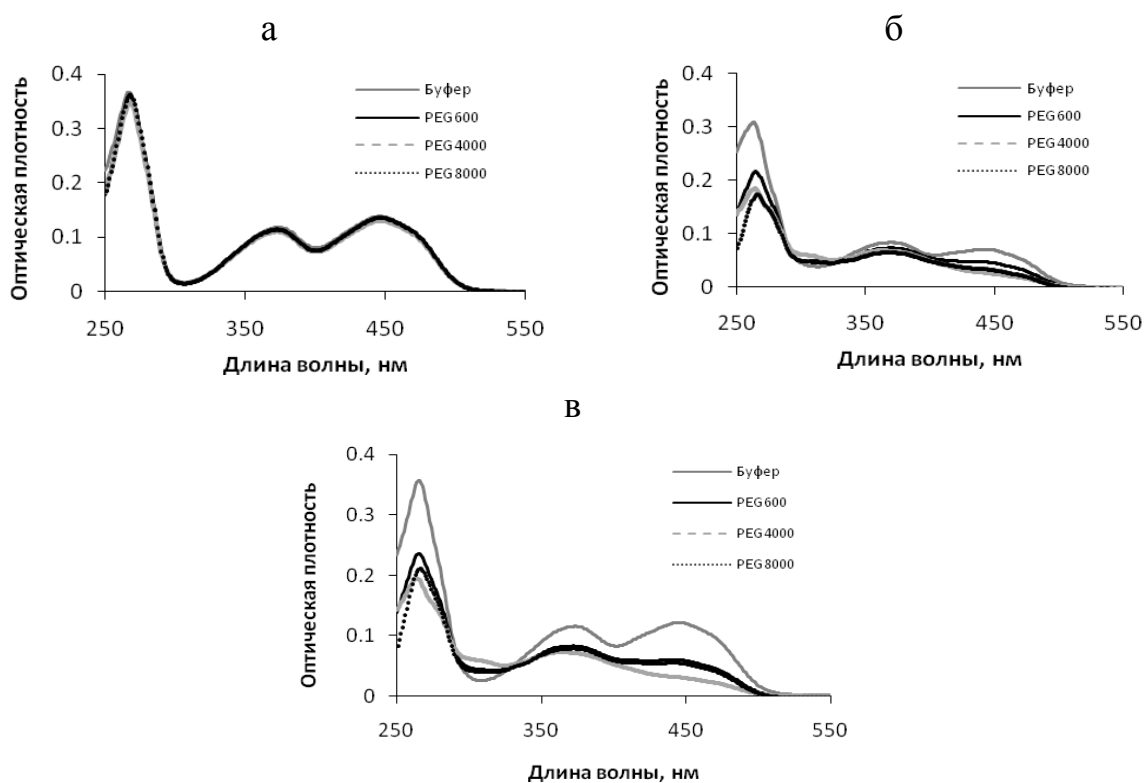 а
Оптическая плотность
0.4
0.3
0.2
0.1
0
250
350
450
550
Длина волны, нм
Буфер
PEG600
PEG4000
PEG8000
б
Оптическая плотность
0.4
0.3
0.2
0.1
0
250
350
450
550
Длина волны, нм
Буфер
PEG600
PEG4000
PEG8000
в
Оптическая плотность
0.4
0.3
0.2
0.1
0
250
350
450
550
Длина волны, нм
Буфер
PEG600
PEG4000
PEG8000